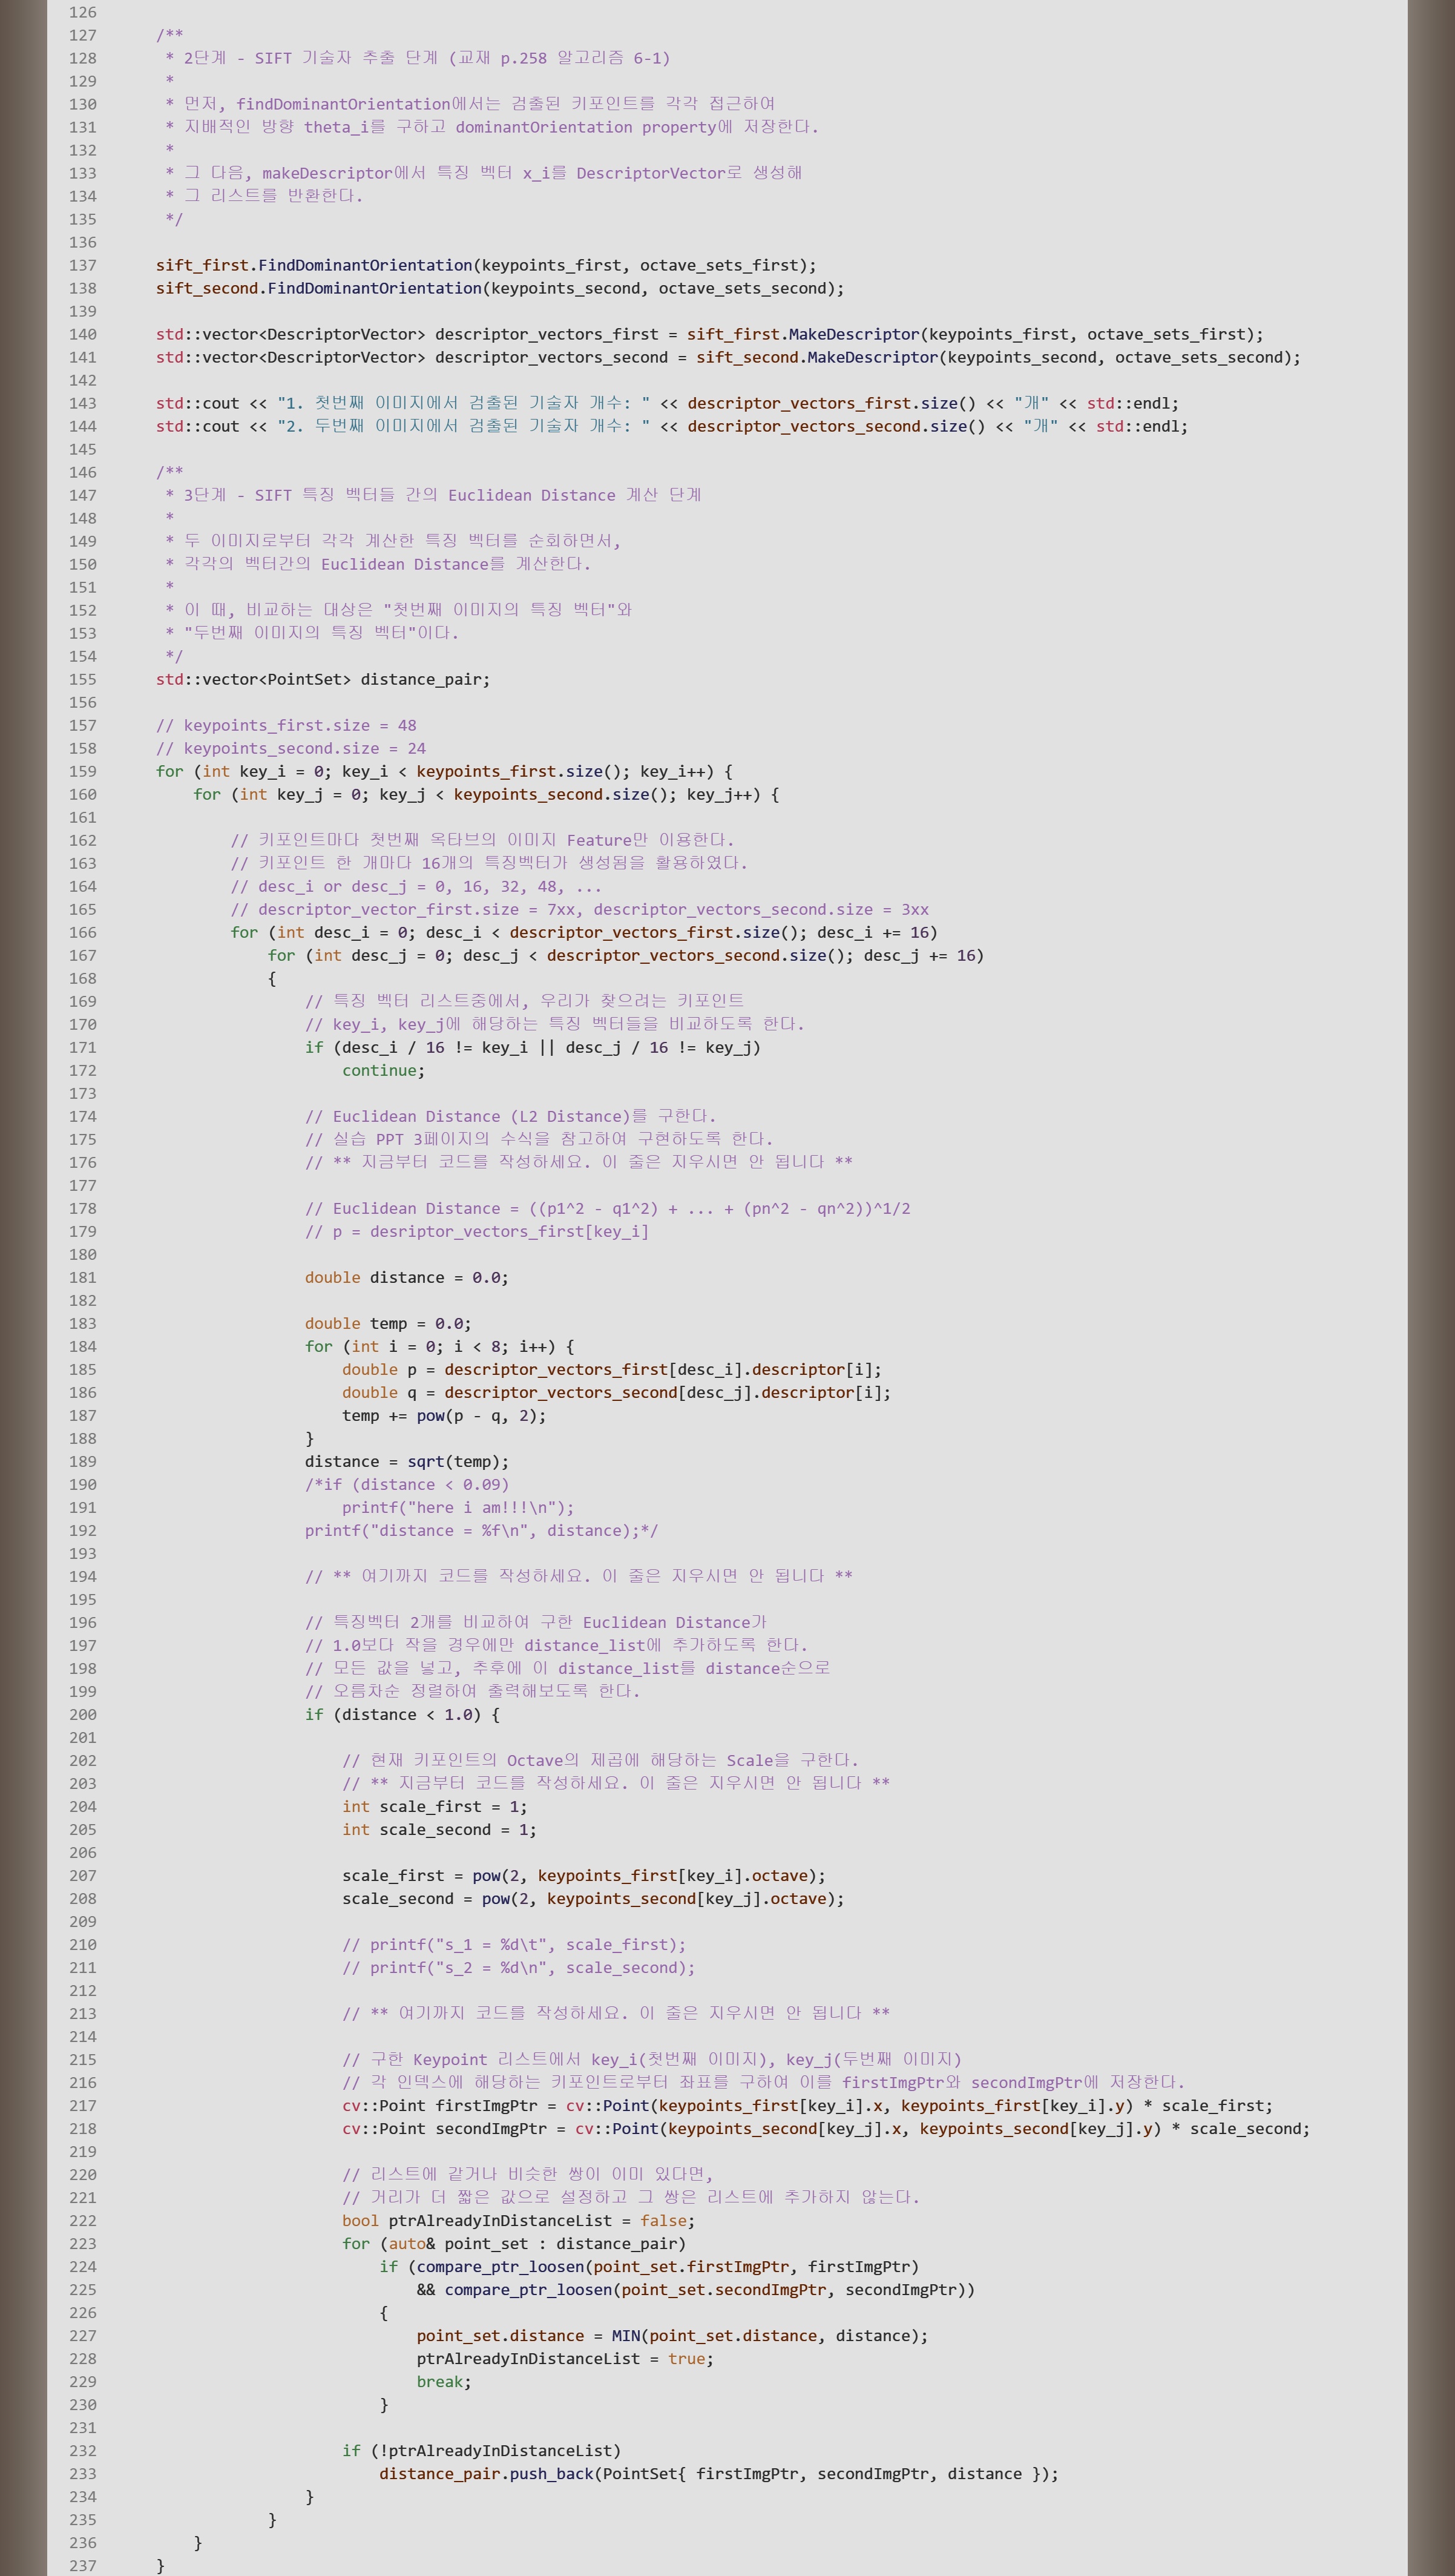 126
127 /**
128 * 2단계 - SIFT 기술자 추출 단계 (교재 p.258 알고리즘 6-1)
129 *
130 * 먼저, findDominantOrientation에서는 검출된 키포인트를 각각 접근하여
131 * 지배적인 방향 theta_i를 구하고 dominantOrientation property에 저장한다.
132 *
133 * 그 다음, makeDescriptor에서 특징 벡터 x_i를 DescriptorVector로 생성해
134 * 그 리스트를 반환한다.
135 */
136
137 sift_first.FindDominantOrientation(keypoints_first, octave_sets_first);
138 sift_second.FindDominantOrientation(keypoints_second, octave_sets_second);
139
140 std::vector<DescriptorVector> descriptor_vectors_first = sift_first.MakeDescriptor(keypoints_first, octave_sets_first);
141 std::vector<DescriptorVector> descriptor_vectors_second = sift_second.MakeDescriptor(keypoints_second, octave_sets_second);
142
143 std::cout << "1. 첫번째 이미지에서 검출된 기술자 개수: " << descriptor_vectors_first.size() << "개" << std::endl;
144 std::cout << "2. 두번째 이미지에서 검출된 기술자 개수: " << descriptor_vectors_second.size() << "개" << std::endl;
145
146 /**
147 * 3단계 - SIFT 특징 벡터들 간의 Euclidean Distance 계산 단계
148 *
149 * 두 이미지로부터 각각 계산한 특징 벡터를 순회하면서,
150 * 각각의 벡터간의 Euclidean Distance를 계산한다.
151 *
152 * 이 때, 비교하는 대상은 "첫번째 이미지의 특징 벡터"와
153 * "두번째 이미지의 특징 벡터"이다.
154 */
155 std::vector<PointSet> distance_pair;
156
157 // keypoints_first.size = 48
158 // keypoints_second.size = 24
159 for (int key_i = 0; key_i < keypoints_first.size(); key_i++) {
160 for (int key_j = 0; key_j < keypoints_second.size(); key_j++) {
161
162 // 키포인트마다 첫번째 옥타브의 이미지 Feature만 이용한다.
163 // 키포인트 한 개마다 16개의 특징벡터가 생성됨을 활용하였다.
164 // desc_i or desc_j = 0, 16, 32, 48, ...
165 // descriptor_vector_first.size = 7xx, descriptor_vectors_second.size = 3xx
166 for (int desc_i = 0; desc_i < descriptor_vectors_first.size(); desc_i += 16)
167 for (int desc_j = 0; desc_j < descriptor_vectors_second.size(); desc_j += 16)
168 {
169 // 특징 벡터 리스트중에서, 우리가 찾으려는 키포인트
170 // key_i, key_j에 해당하는 특징 벡터들을 비교하도록 한다.
171 if (desc_i / 16 != key_i || desc_j / 16 != key_j)
172 continue;
173
174 // Euclidean Distance (L2 Distance)를 구한다.
175 // 실습 PPT 3페이지의 수식을 참고하여 구현하도록 한다.
176 // ** 지금부터 코드를 작성하세요. 이 줄은 지우시면 안 됩니다 **
177
178 // Euclidean Distance = ((p1^2 - q1^2) + ... + (pn^2 - qn^2))^1/2
179 // p = desriptor_vectors_first[key_i]
180
181 double distance = 0.0;
182
183 double temp = 0.0;
184 for (int i = 0; i < 8; i++) {
185 double p = descriptor_vectors_first[desc_i].descriptor[i];
186 double q = descriptor_vectors_second[desc_j].descriptor[i];
187 temp += pow(p - q, 2);
188 }
189 distance = sqrt(temp);
190 /*if (distance < 0.09)
191 printf("here i am!!!\n");
192 printf("distance = %f\n", distance);*/
193
194 // ** 여기까지 코드를 작성하세요. 이 줄은 지우시면 안 됩니다 **
195
196 // 특징벡터 2개를 비교하여 구한 Euclidean Distance가
197 // 1.0보다 작을 경우에만 distance_list에 추가하도록 한다.
198 // 모든 값을 넣고, 추후에 이 distance_list를 distance순으로
199 // 오름차순 정렬하여 출력해보도록 한다.
200 if (distance < 1.0) {
201
202 // 현재 키포인트의 Octave의 제곱에 해당하는 Scale을 구한다.
203 // ** 지금부터 코드를 작성하세요. 이 줄은 지우시면 안 됩니다 **
204 int scale_first = 1;
205 int scale_second = 1;
206
207 scale_first = pow(2, keypoints_first[key_i].octave);
208 scale_second = pow(2, keypoints_second[key_j].octave);
209
210 // printf("s_1 = %d\t", scale_first);
211 // printf("s_2 = %d\n", scale_second);
212
213 // ** 여기까지 코드를 작성하세요. 이 줄은 지우시면 안 됩니다 **
214
215 // 구한 Keypoint 리스트에서 key_i(첫번째 이미지), key_j(두번째 이미지)
216 // 각 인덱스에 해당하는 키포인트로부터 좌표를 구하여 이를 firstImgPtr와 secondImgPtr에 저장한다.
217 cv::Point firstImgPtr = cv::Point(keypoints_first[key_i].x, keypoints_first[key_i].y) * scale_first;
218 cv::Point secondImgPtr = cv::Point(keypoints_second[key_j].x, keypoints_second[key_j].y) * scale_second;
219
220 // 리스트에 같거나 비슷한 쌍이 이미 있다면,
221 // 거리가 더 짧은 값으로 설정하고 그 쌍은 리스트에 추가하지 않는다.
222 bool ptrAlreadyInDistanceList = false;
223 for (auto& point_set : distance_pair)
224 if (compare_ptr_loosen(point_set.firstImgPtr, firstImgPtr)
225 && compare_ptr_loosen(point_set.secondImgPtr, secondImgPtr))
226 {
227 point_set.distance = MIN(point_set.distance, distance);
228 ptrAlreadyInDistanceList = true;
229 break;
230 }
231
232 if (!ptrAlreadyInDistanceList)
233 distance_pair.push_back(PointSet{ firstImgPtr, secondImgPtr, distance });
234 }
235 }
236 }
237 }